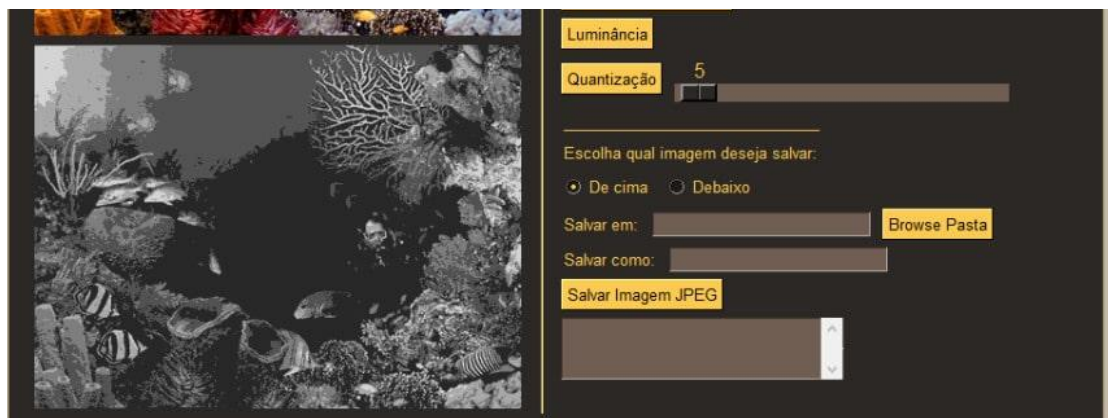 Luminância
5
Quantização
Escolha qual imagem deseja salvar:
De cima Debaixo
Salvar em: Browse Pasta
Salvar como:
Salvar Imagem JPEG